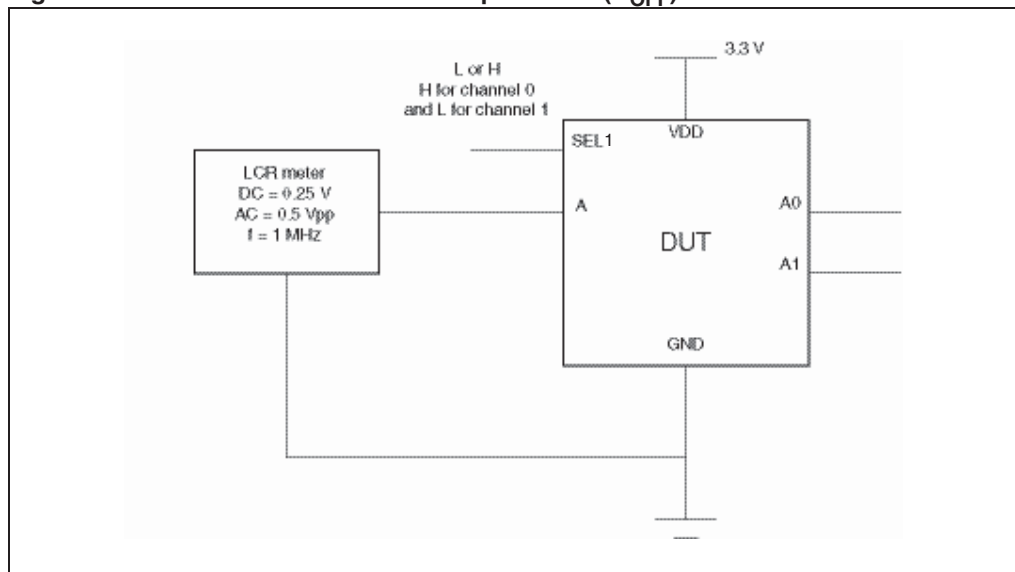 3.3 V
L or H
H for channel 0
and L for channel 1
VDD
SEL1
LCR meter
DC = 0.25 V
AC = 0.5 Vpp
f = 1 MHz
A
A0
DUT
A1
GND